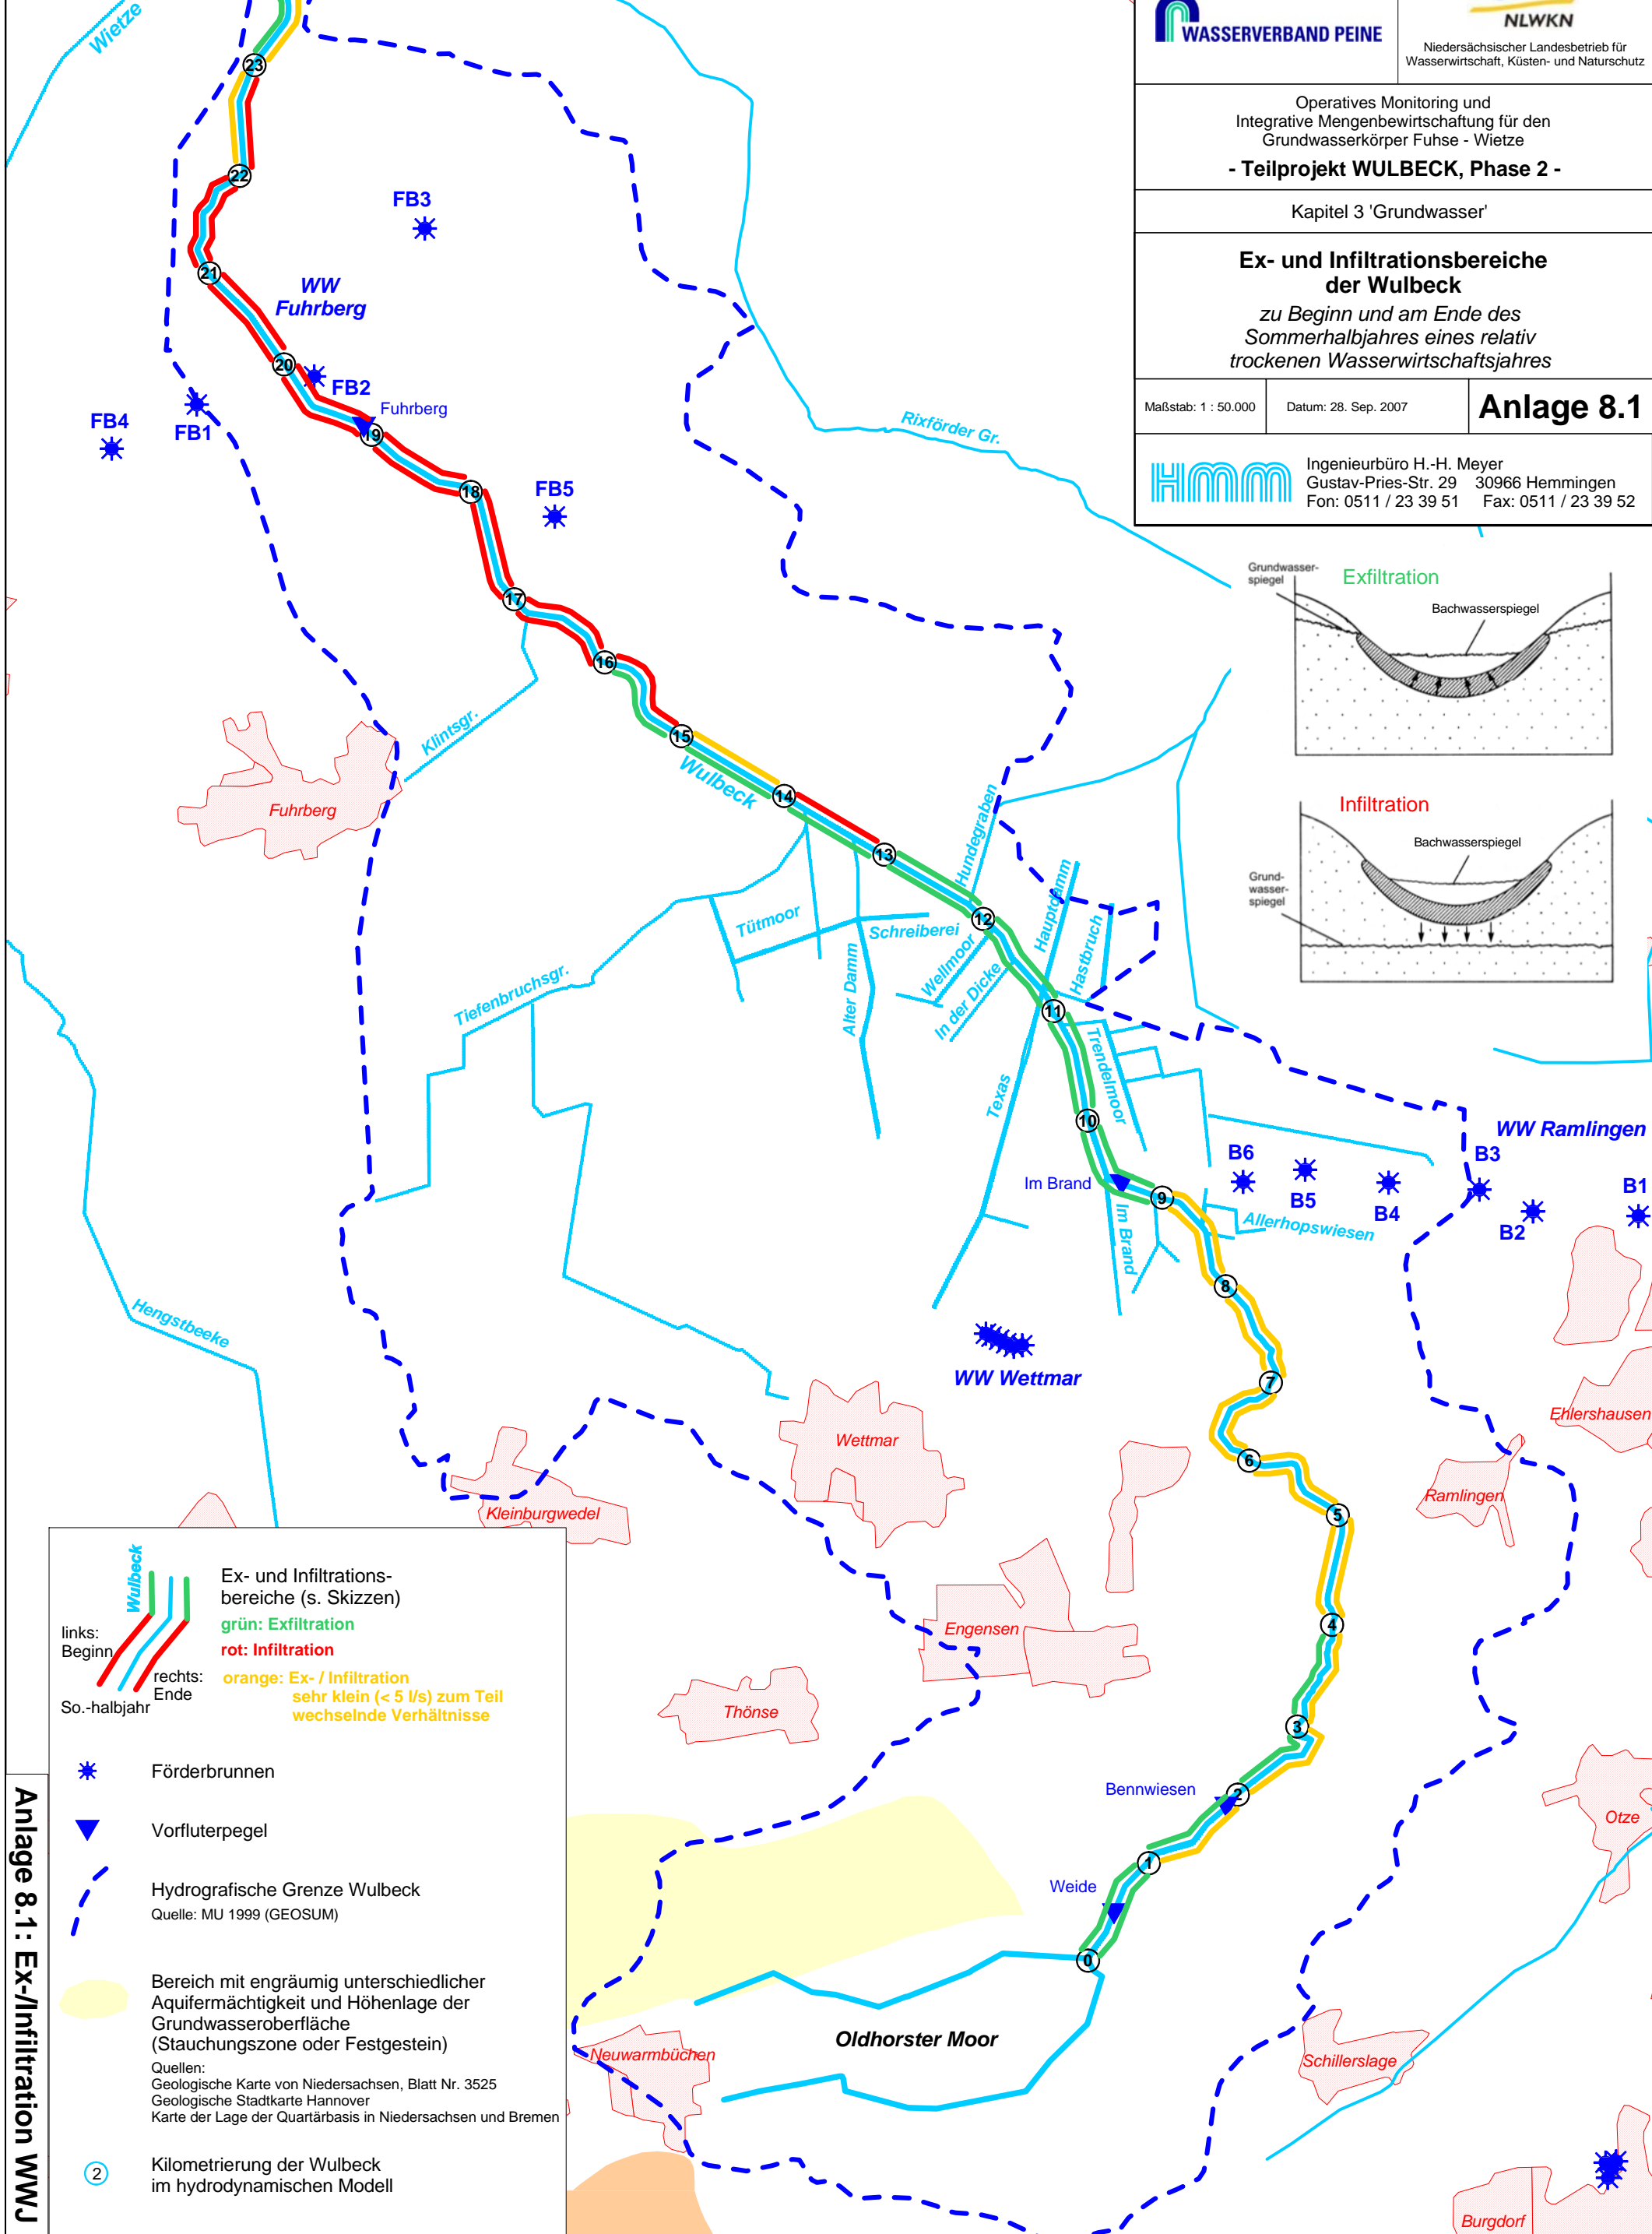 WASSERVERBAND PEINE
NLWKN
Niedersächsischer Landesbetrieb für
Wasserwirtschaft, Küsten- und Naturschutz
Operatives Monitoring und
Integrative Mengenbewirtschaftung für den
Grundwasserkörper Fuhse - Wietze
- Teilprojekt WULBECK, Phase 2 -
Kapitel 3 'Grundwasser'
Ex- und Infiltrationsbereiche
der Wulbeck
zu Beginn und am Ende des
Sommerhalbjahres eines relativ
trockenen Wasserwirtschaftsjahres
Maßstab: 1 : 50.000
Datum: 28. Sep. 2007
Anlage 8.1
HMM
Ingenieurbüro H.-H. Meyer
Gustav-Pries-Str. 29 30966 Hemmingen
Fon: 0511 / 23 39 51 Fax: 0511 / 23 39 52
Grundwasser-
spiegel
Exfiltration
Bachwasserspiegel
Infiltration
Bachwasserspiegel
Grund-
wasser-
spiegel
Wietze
23
22
FB3
21
WW
Fuhrberg
20
FB2
Fuhrberg
FB4
FB1
19
Rixförder Gr.
18
FB5
17
16
Klintsgr.
15
Wulbeck
Fuhrberg
14
Hundegraben
13
Hauptdamm
12
Tütmoor
Schreiberei
Wellmoor
Hastbruch
In der Dicke
Alter Damm
Tiefenbruchsgr.
11
Trendelmoor
Texas
10
WW Ramlingen
B6
B5
B4
B3
B2
B1
Im Brand
9
Im Brand
Allerhopswiesen
8
Hengstbeeke
WW Wettmar
7
Ehlershausen
Wettmar
6
Ramlingen
Kleinburgwedel
5
4
Engensen
Thönse
3
Bennwiesen
2
Otze
1
Weide
0
Oldhorster Moor
Neuwarmbüchen
Schillerslage
Burgdorf
Wulbeck
Ex- und Infiltrations-
bereiche (s. Skizzen)
grün: Exfiltration
rot: Infiltration
orange: Ex- / Infiltration
sehr klein (< 5 l/s) zum Teil
wechselnde Verhältnisse
links:
Beginn
rechts:
Ende
So.-halbjahr
Förderbrunnen
Vorfluterpegel
Hydrografische Grenze Wulbeck
Quelle: MU 1999 (GEOSUM)
Bereich mit engräumig unterschiedlicher
Aquifermächtigkeit und Höhenlage der
Grundwasseroberfläche
(Stauchungszone oder Festgestein)
Quellen:
Geologische Karte von Niedersachsen, Blatt Nr. 3525
Geologische Stadtkarte Hannover
Karte der Lage der Quartärbasis in Niedersachsen und Bremen
2
Kilometrierung der Wulbeck
im hydrodynamischen Modell
Anlage 8.1: Ex-/Infiltration WWJ